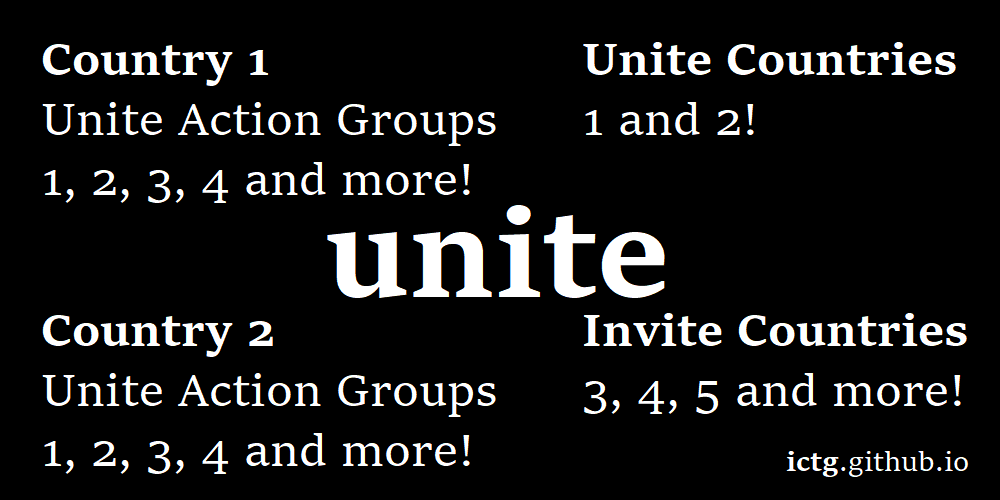 Country 1
Unite Action Groups
1, 2, 3, 4 and more!
Unite Countries
1 and 2!
unite
Country 2
Unite Action Groups
1, 2, 3, 4 and more!
Invite Countries
3, 4, 5 and more!
ictg.github.io